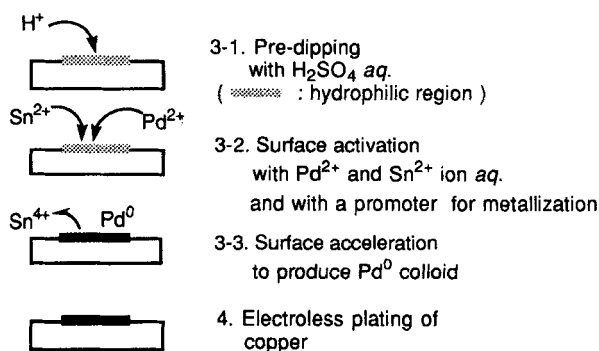 H⁺
3-1. Pre-dipping
with H₂SO₄ aq.
( : hydrophilic region )
Sn²⁺ Pd²⁺
3-2. Surface activation
with Pd²⁺ and Sn²⁺ ion aq.
and with a promoter for metallization
Sn⁴⁺ Pd⁰
3-3. Surface acceleration
to produce Pd⁰ colloid
4. Electroless plating of
copper